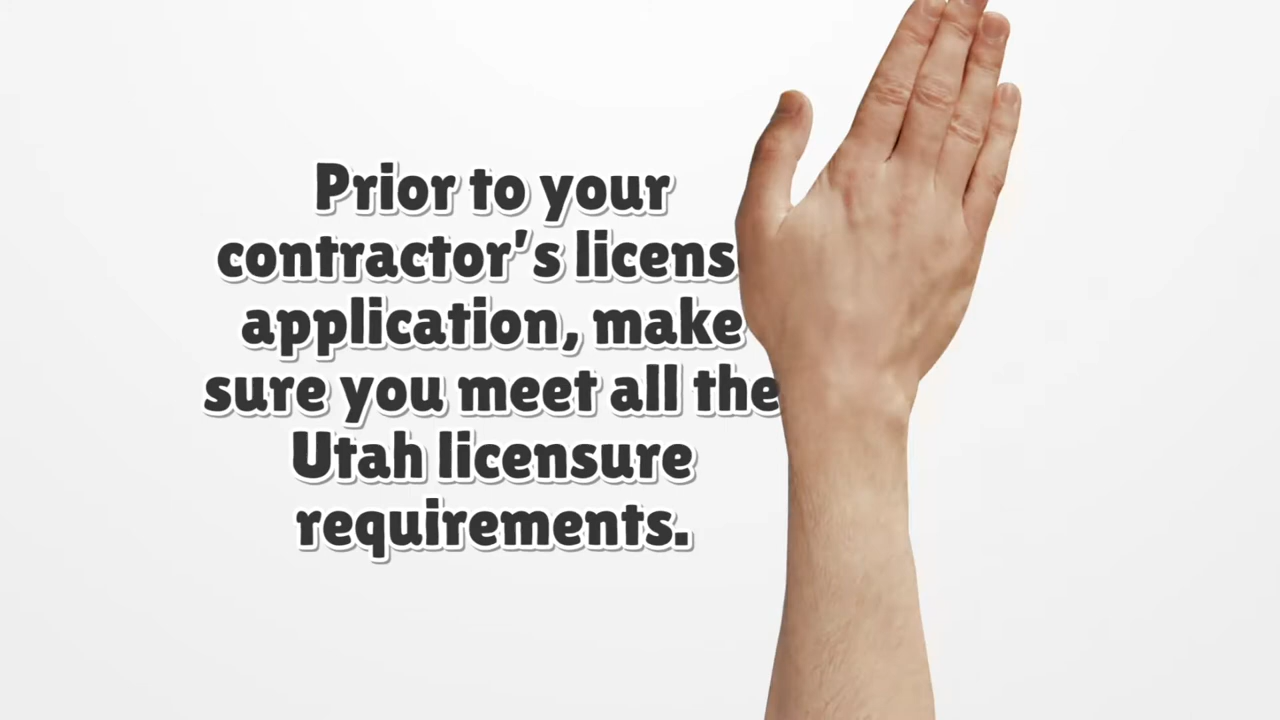 Prior to your
contractor's licens
application, make
sure you meet all the
Utah licensure
requirements.